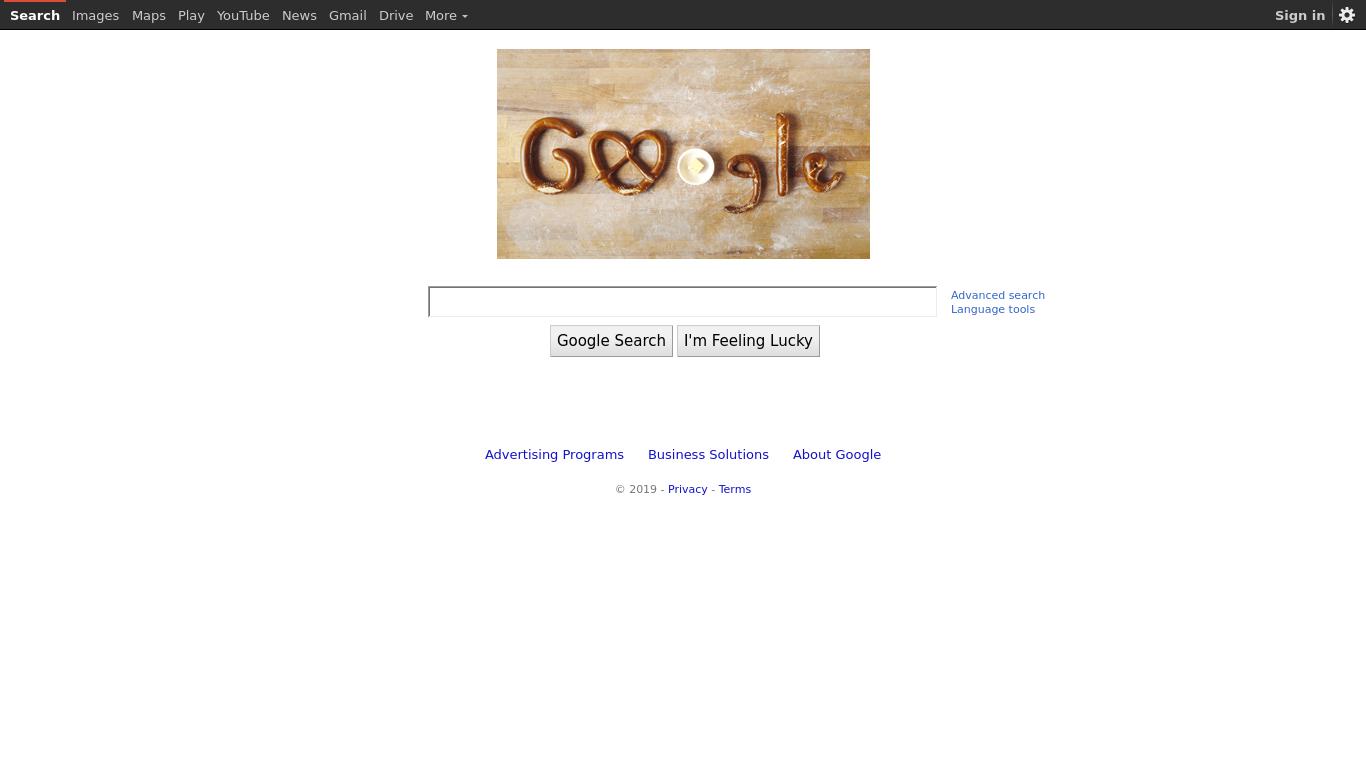 Search Images Maps Play YouTube News Gmail Drive More Sign in
Google
Advanced search
Language tools
Google Search I'm Feeling Lucky
Advertising Programs Business Solutions About Google
© 2019 - Privacy - Terms